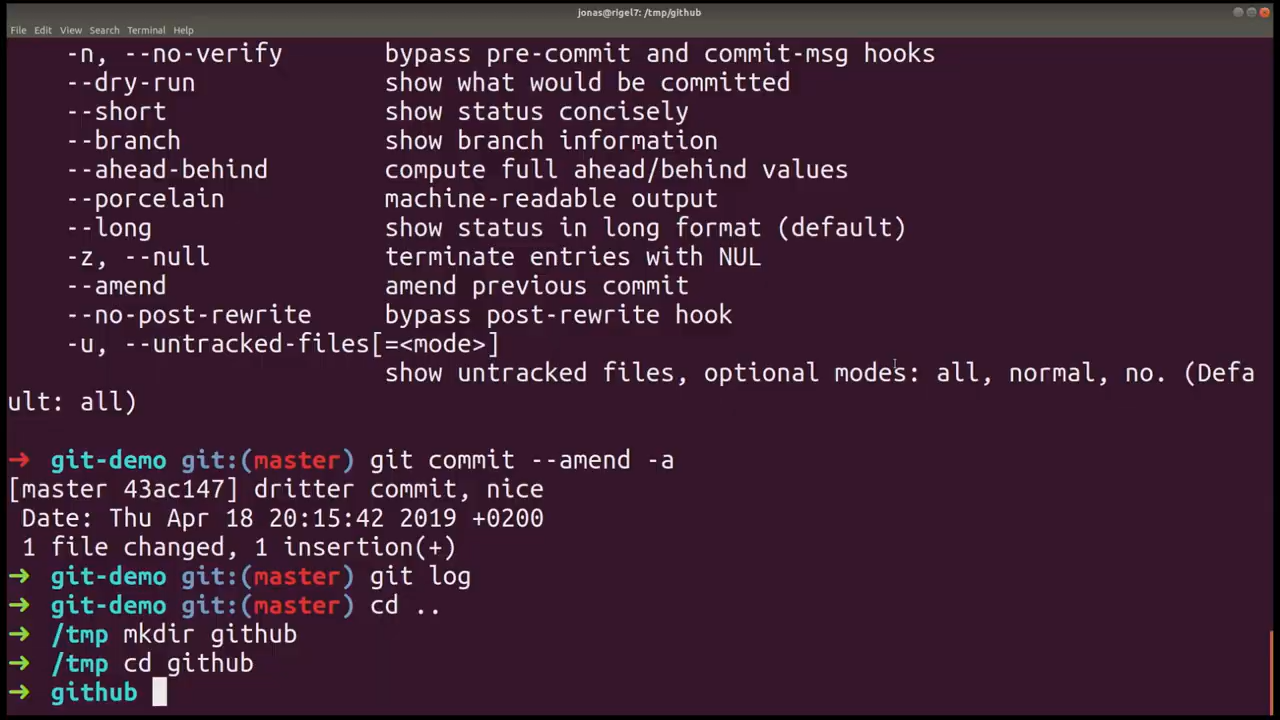 jonas@rigel7: /tmp/github
File Edit View Search Terminal Help
-n, --no-verify bypass pre-commit and commit-msg hooks
--dry-run show what would be committed
--short show status concisely
--branch show branch information
--ahead-behind compute full ahead/behind values
--porcelain machine-readable output
--long show status in long format (default)
-z, --null terminate entries with NUL
--amend amend previous commit
--no-post-rewrite bypass post-rewrite hook
-u, --untracked-files[=<mode>]
show untracked files, optional modes: all, normal, no. (Defa
ult: all)
➜ git-demo git:(master) git commit --amend -a
[master 43ac147] dritter commit, nice
Date: Thu Apr 18 20:15:42 2019 +0200
1 file changed, 1 insertion(+)
➜ git-demo git:(master) git log
➜ git-demo git:(master) cd ..
➜ /tmp mkdir github
➜ /tmp cd github
➜ github